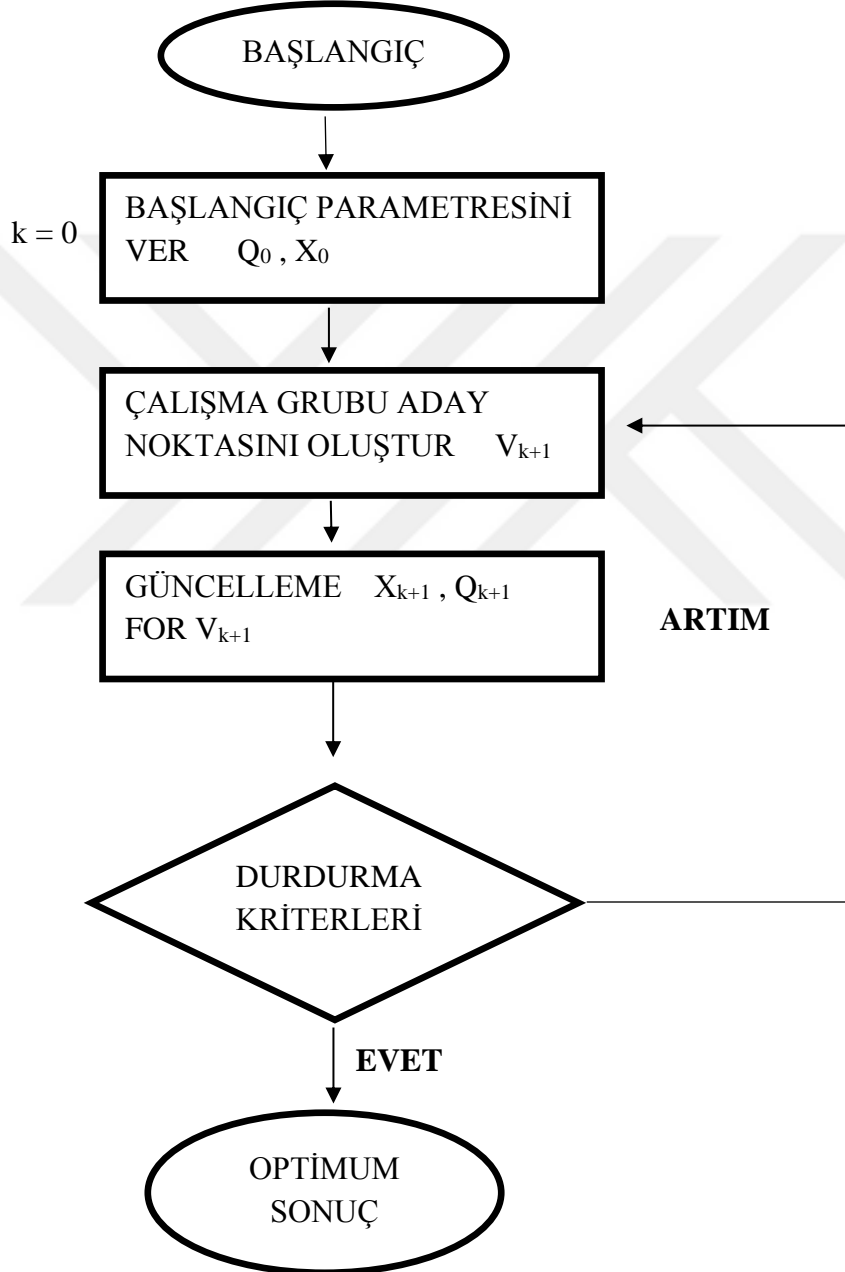 BAŞLANGIÇ
k = 0
BAŞLANGIÇ PARAMETRESİNİ
VER Q₀ , X₀
ÇALIŞMA GRUBU ADAY
NOKTASINI OLUŞTUR Vₖ₊₁
GÜNCELLEME Xₖ₊₁ , Qₖ₊₁
FOR Vₖ₊₁
ARTIM
DURDURMA
KRİTERLERİ
EVET
OPTİMUM
SONUÇ